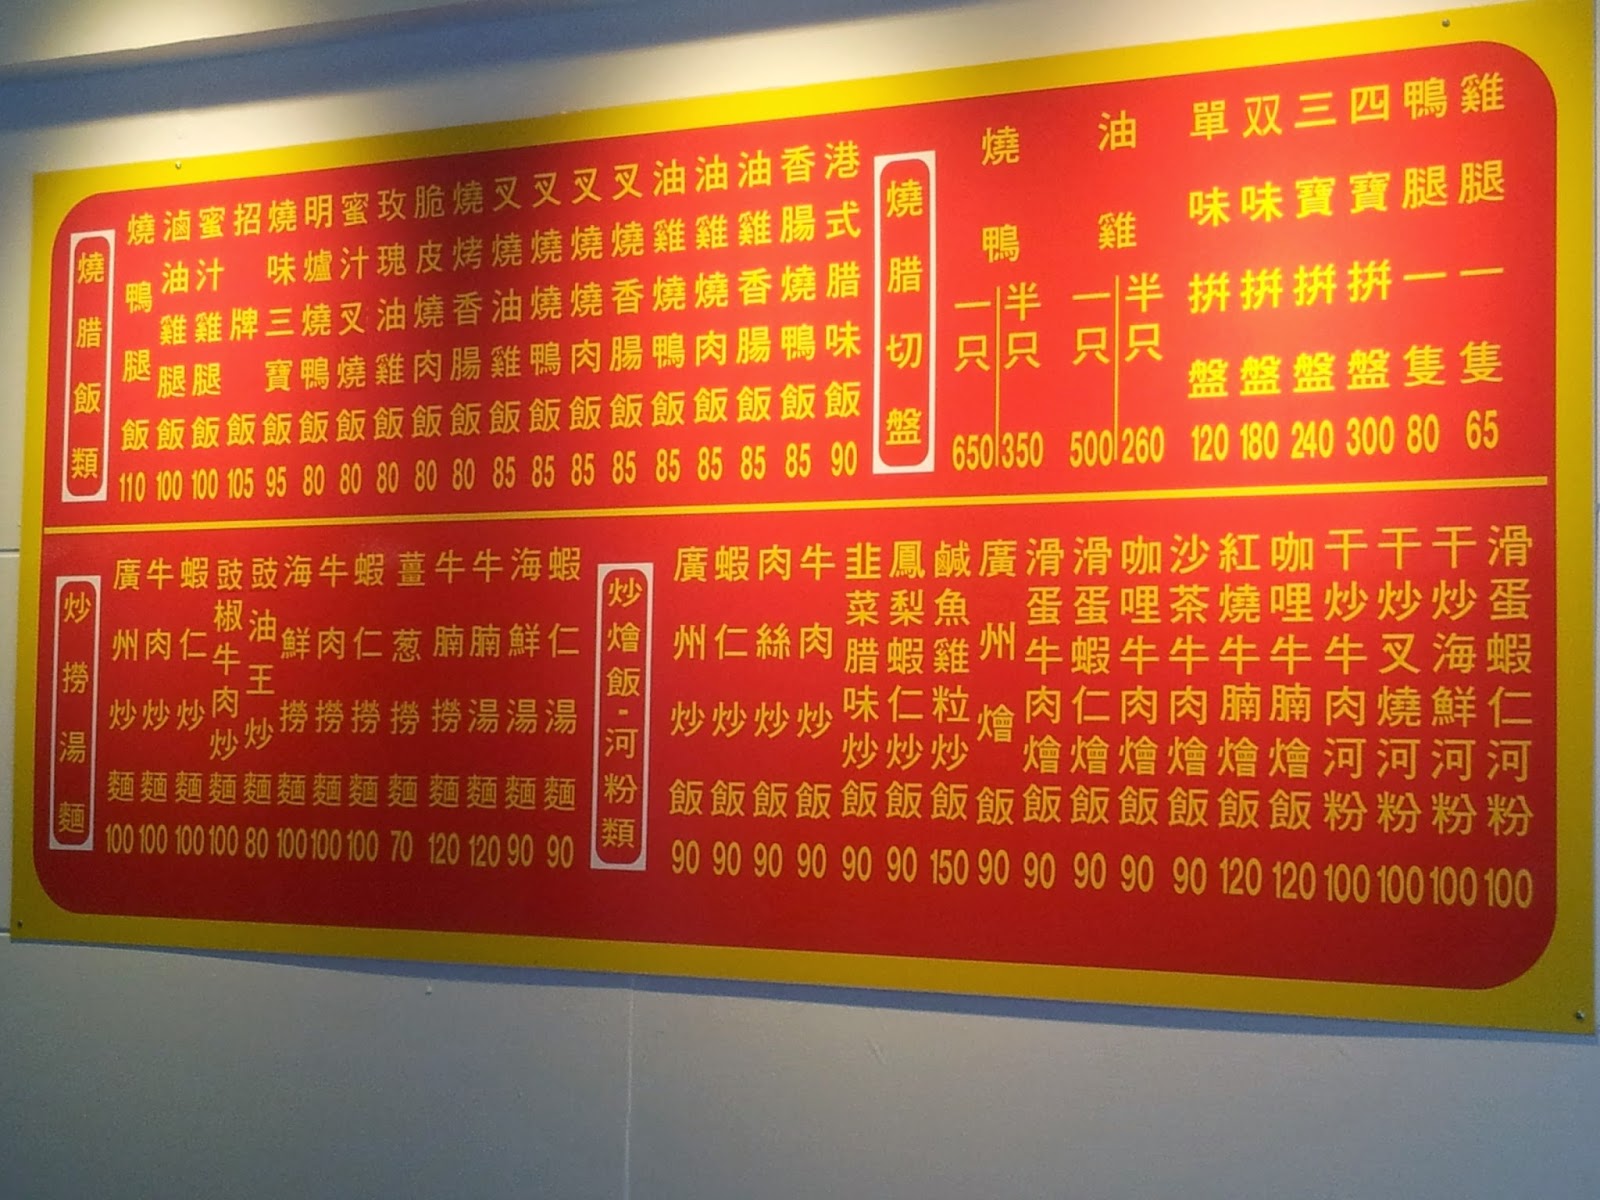 燒腊飯類
燒鴨腿飯 110
滷油雞腿飯 100
蜜汁雞腿飯 100
招牌飯 105
燒味三寶飯 95
明爐燒鴨飯 80
蜜汁叉燒飯 80
玫瑰油雞飯 80
脆皮燒肉飯 80
燒烤香腸飯 80
叉燒油雞飯 85
叉燒燒鴨飯 85
叉燒燒肉飯 85
叉燒香腸飯 85
油雞燒鴨飯 85
油雞燒肉飯 85
油雞香腸飯 85
香腸燒鴨飯 85
港式腊味飯 90
燒腊切盤
燒鴨
一只 650
半只 350
油雞
一只 500
半只 260
單味拼盤 120
双味拼盤 180
三寶拼盤 240
四寶拼盤 300
鴨腿一隻 80
雞腿一隻 65
炒撈湯麵
廣州炒麵 100
牛肉炒麵 100
蝦仁炒麵 100
豉椒牛肉炒麵 100
豉油王炒麵 80
海鮮撈麵 100
牛肉撈麵 100
蝦仁撈麵 100
薑葱撈麵 70
牛腩撈麵 120
牛腩湯麵 120
海鮮湯麵 90
蝦仁湯麵 90
炒燴飯-河粉類
廣州炒飯 90
蝦仁炒飯 90
肉絲炒飯 90
牛肉炒飯 90
韭菜腊味炒飯 90
鳳梨蝦仁炒飯 90
鹹魚雞粒炒飯 150
廣州燴飯 90
滑蛋牛肉燴飯 90
滑蛋蝦仁燴飯 90
咖哩牛肉燴飯 90
沙茶牛肉燴飯 90
紅燒牛腩燴飯 120
咖哩牛腩燴飯 120
干炒牛肉河粉 100
干炒叉燒河粉 100
干炒海鮮河粉 100
滑蛋蝦仁河粉 100